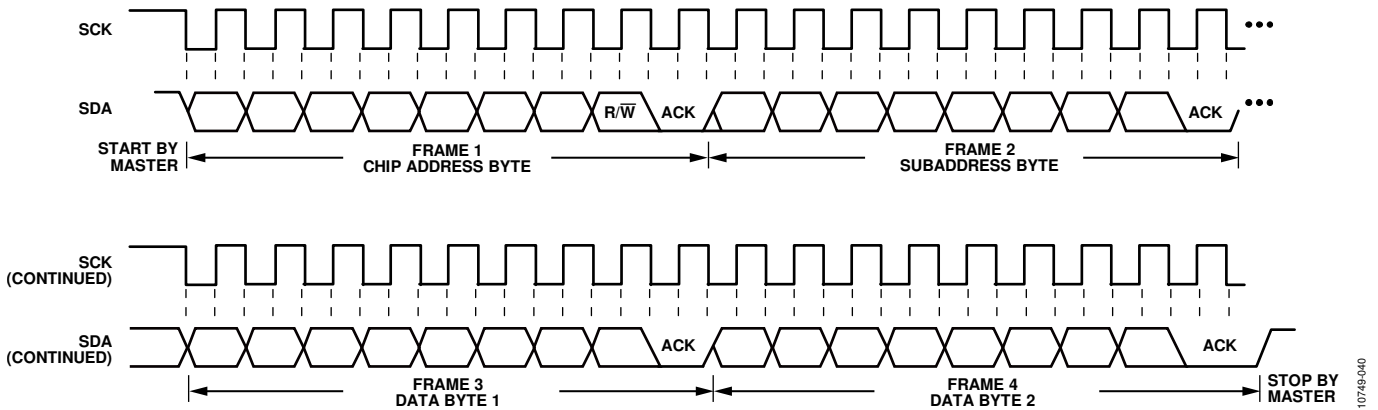 SCK
SDA
R/W̅
ACK
ACK
START BY
MASTER
FRAME 1
CHIP ADDRESS BYTE
FRAME 2
SUBADDRESS BYTE
SCK
(CONTINUED)
SDA
(CONTINUED)
ACK
ACK
FRAME 3
DATA BYTE 1
FRAME 4
DATA BYTE 2
STOP BY
MASTER
10749-040